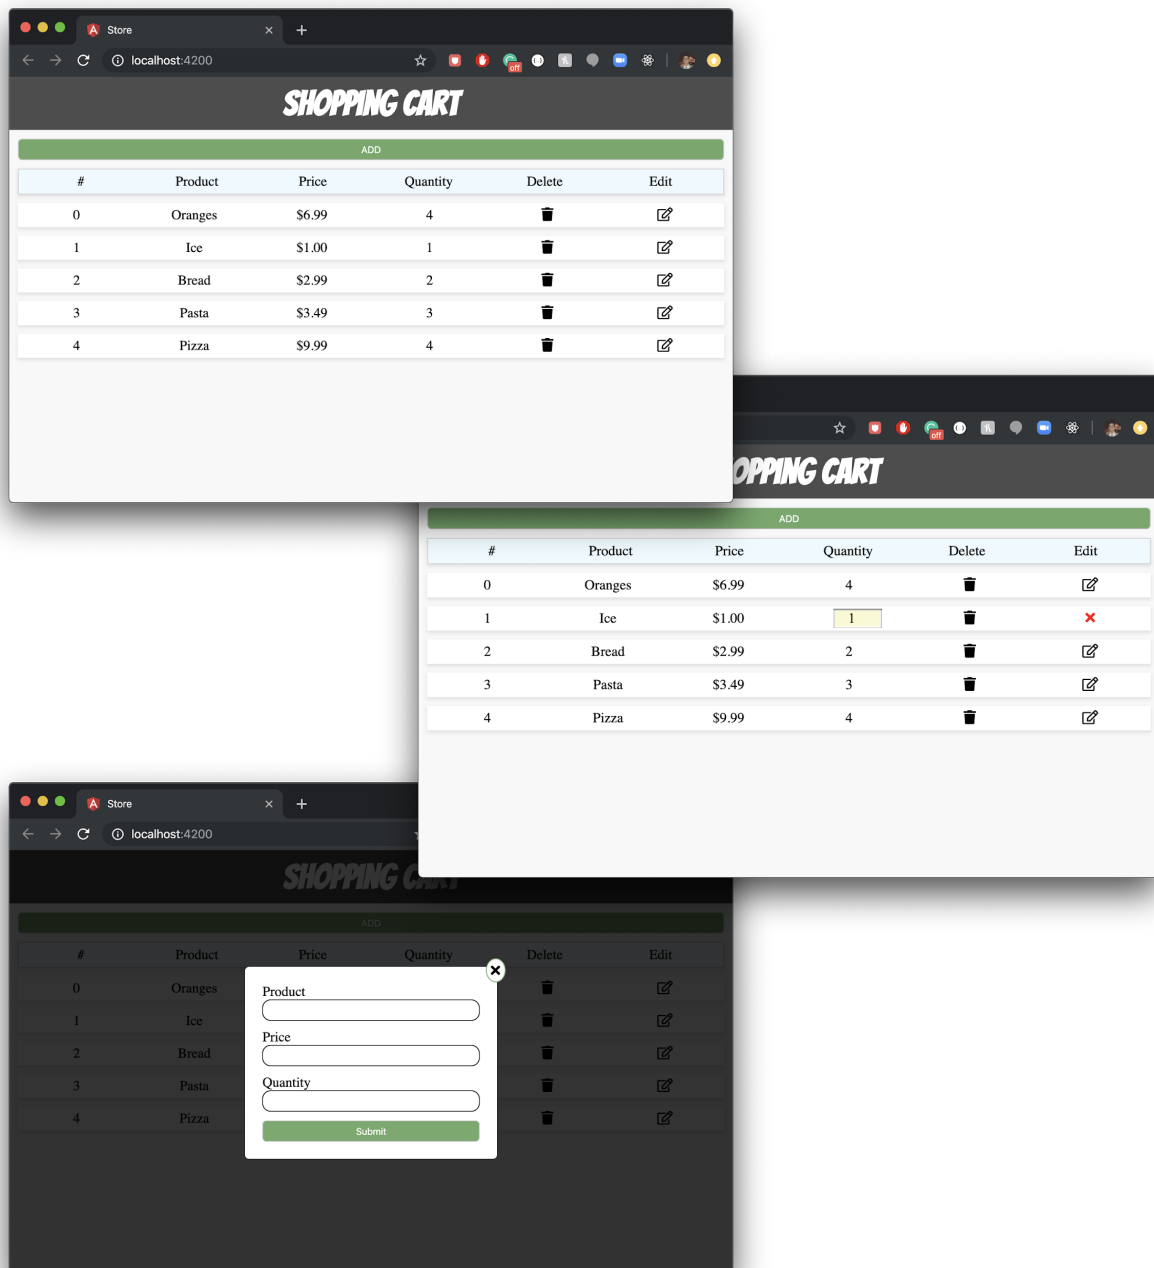 Store
localhost:4200
off
SHOPPING CART
ADD
# Product Price Quantity Delete Edit
0 Oranges $6.99 4
1 Ice $1.00 1
2 Bread $2.99 2
3 Pasta $3.49 3
4 Pizza $9.99 4
off
OPPING CART
ADD
# Product Price Quantity Delete Edit
0 Oranges $6.99 4
1 Ice $1.00 1
2 Bread $2.99 2
3 Pasta $3.49 3
4 Pizza $9.99 4
Store
localhost:4200
SHOPPING CART
ADD
# Product Price Quantity Delete Edit
0 Oranges
1 Ice
2 Bread
3 Pasta
4 Pizza
Product
Price
Quantity
Submit